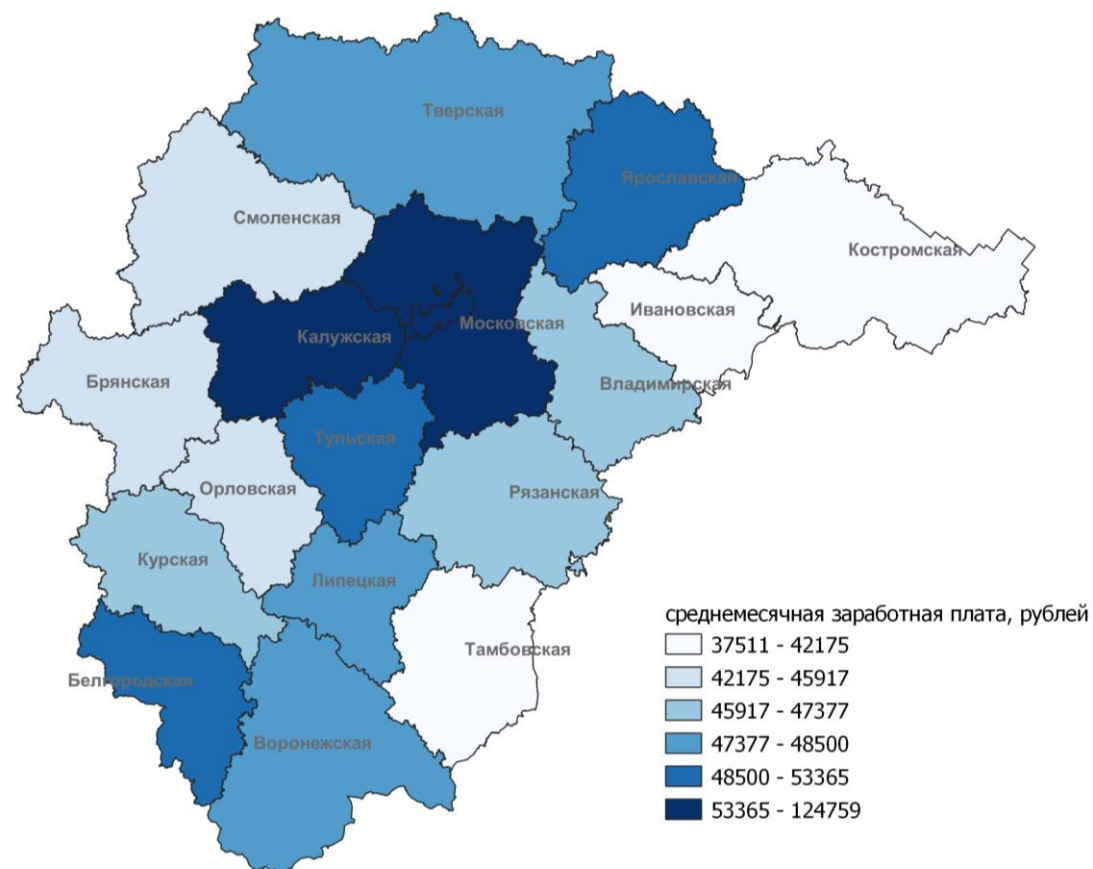 Тверская
Ярославская
Смоленская
Костромская
Ивановская
Московская
Калужская
Брянская
Владимирская
Тульская
Орловская
Рязанская
Курская
Липецкая
Тамбовская
Белгородская
Воронежская
среднемесячная заработная плата, рублей
37511 - 42175
42175 - 45917
45917 - 47377
47377 - 48500
48500 - 53365
53365 - 124759